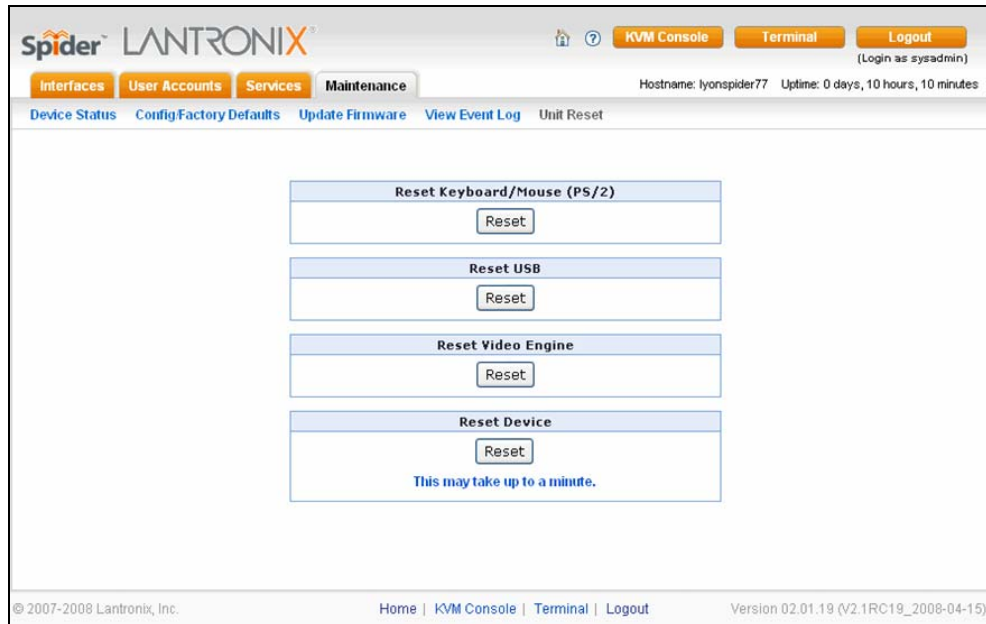 Spider™ LANTRONIX®
? KVM Console Terminal Logout
(Login as sysadmin)
Interfaces User Accounts Services Maintenance
Hostname: lyonspider77 Uptime: 0 days, 10 hours, 10 minutes
Device Status Config/Factory Defaults Update Firmware View Event Log Unit Reset
Reset Keyboard/Mouse (PS/2)
Reset
Reset USB
Reset
Reset Video Engine
Reset
Reset Device
Reset
This may take up to a minute.
© 2007-2008 Lantronix, Inc. Home | KVM Console | Terminal | Logout Version 02.01.19 (V2.1RC19_2008-04-15)